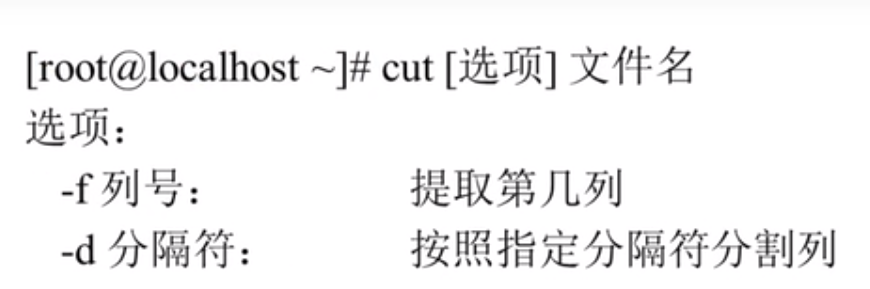 [root@localhost ~]# cut [选项] 文件名
选项：
-f 列号： 提取第几列
-d 分隔符： 按照指定分隔符分割列